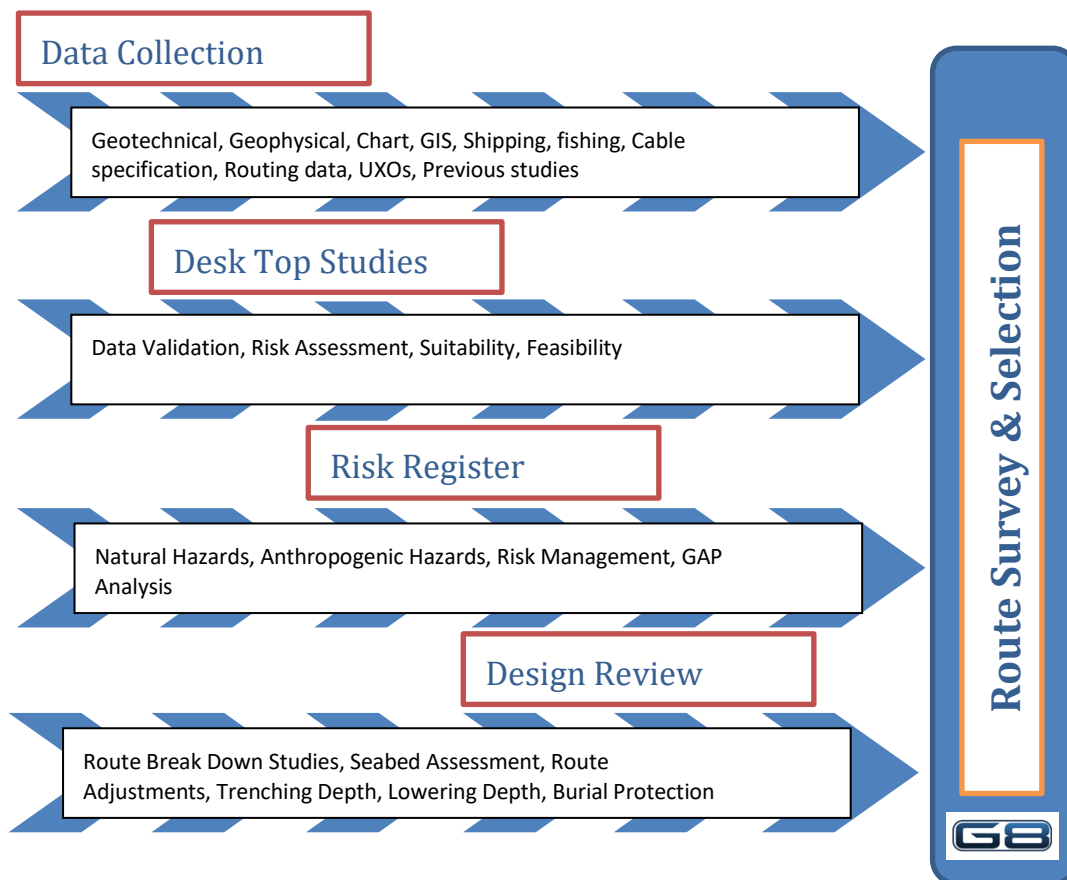 Data Collection
Geotechnical, Geophysical, Chart, GIS, Shipping, fishing, Cable
specification, Routing data, UXOs, Previous studies
Desk Top Studies
Data Validation, Risk Assessment, Suitability, Feasibility
Risk Register
Natural Hazards, Anthropogenic Hazards, Risk Management, GAP
Analysis
Design Review
Route Break Down Studies, Seabed Assessment, Route
Adjustments, Trenching Depth, Lowering Depth, Burial Protection
Route Survey & Selection
G8